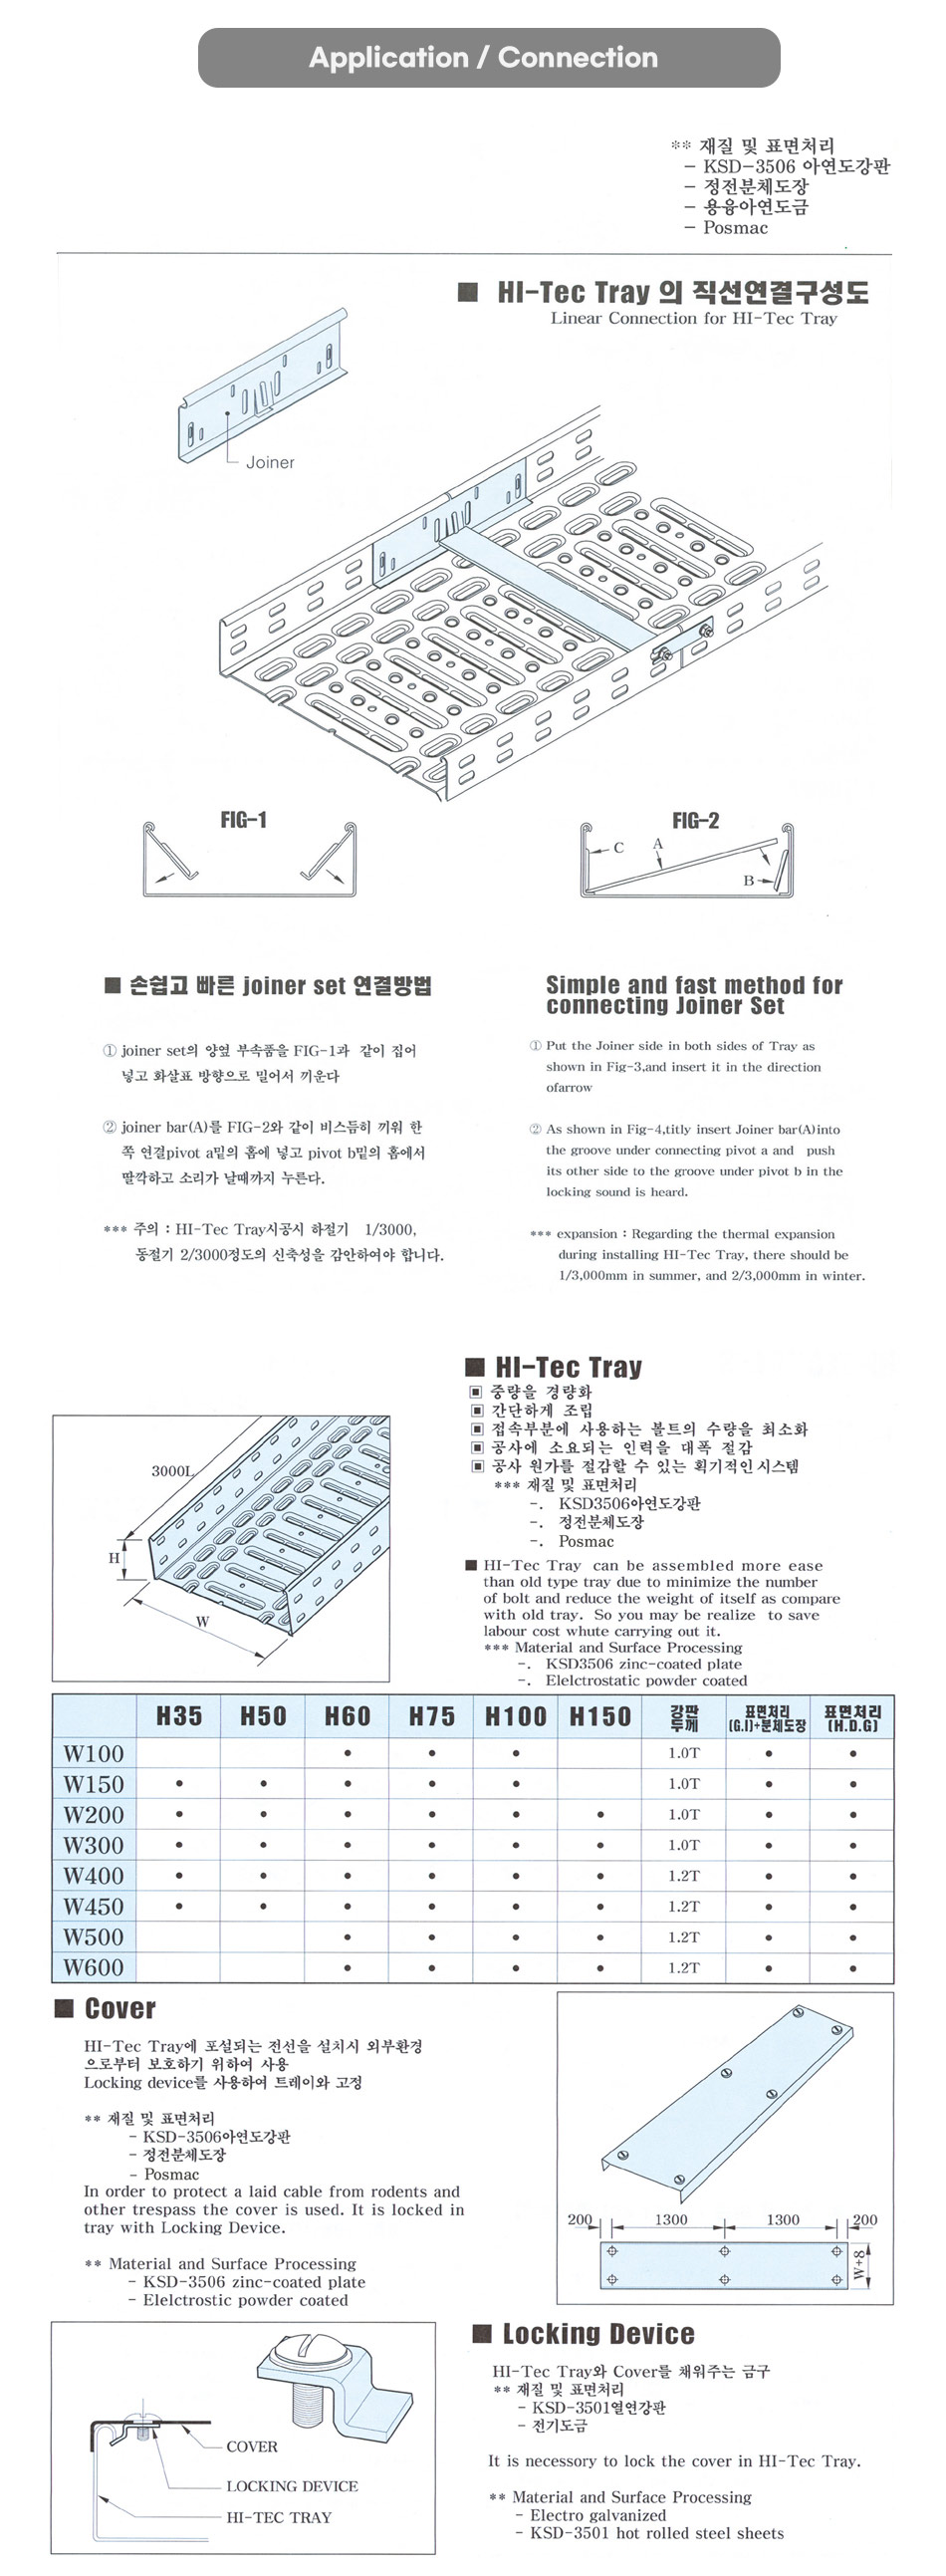 Application / Connection
** 재질 및 표면처리
- KSD-3506 아연도강판
- 정전분체도장
- 용융아연도금
- Posmac
■ HI-Tec Tray 의 직선연결구성도
Linear Connection for HI-Tec Tray
Joiner
FIG-1
FIG-2
C
A
B
■ 손쉽고 빠른 joiner set 연결방법
① joiner set의 양옆 부속품을 FIG-1과 같이 집어
넣고 화살표 방향으로 밀어서 끼운다
② joiner bar(A)를 FIG-2와 같이 비스듬히 끼워 한
쪽 연결pivot a밑의 홈에 넣고 pivot b밑의 홈에서
딸깍하고 소리가 날때까지 누른다.
*** 주의 : HI-Tec Tray시공시 하절기 1/3000,
동절기 2/3000정도의 신축성을 감안하여야 합니다.
Simple and fast method for
connecting Joiner Set
① Put the Joiner side in both sides of Tray as
shown in Fig-3,and insert it in the direction
ofarrow
② As shown in Fig-4,titly insert Joiner bar(A)into
the groove under connecting pivot a and push
its other side to the groove under pivot b in the
locking sound is heard.
*** expansion : Regarding the thermal expansion
during installing HI-Tec Tray, there should be
1/3,000mm in summer, and 2/3,000mm in winter.
3000L
H
W
■ HI-Tec Tray
▣ 중량을 경량화
▣ 간단하게 조립
▣ 접속부분에 사용하는 볼트의 수량을 최소화
▣ 공사에 소요되는 인력을 대폭 절감
▣ 공사 원가를 절감할 수 있는 획기적인 시스템
*** 재질 및 표면처리
-. KSD3506아연도강판
-. 정전분체도장
-. Posmac
■ HI-Tec Tray can be assembled more ease
than old type tray due to minimize the number
of bolt and reduce the weight of itself as compare
with old tray. So you may be realize to save
labour cost whute carrying out it.
*** Material and Surface Processing
-. KSD3506 zinc-coated plate
-. Elelctrostatic powder coated
H35 H50 H60 H75 H100 H150 강판 두께 표면처리 (G.I)+분체도장 표면처리 (H.D.G)
W100 • • • 1.0T • •
W150 • • • • • 1.0T • •
W200 • • • • • • 1.0T • •
W300 • • • • • • 1.0T • •
W400 • • • • • • 1.2T • •
W450 • • • • • • 1.2T • •
W500 • • • • 1.2T • •
W600 • • • • 1.2T • •
■ Cover
HI-Tec Tray에 포설되는 전선을 설치시 외부환경
으로부터 보호하기 위하여 사용
Locking device를 사용하여 트레이와 고정
** 재질 및 표면처리
- KSD-3506아연도강판
- 정전분체도장
- Posmac
In order to protect a laid cable from rodents and
other trespass the cover is used. It is locked in
tray with Locking Device.
** Material and Surface Processing
- KSD-3506 zinc-coated plate
- Elelctrostic powder coated
200 1300 1300 200
W+8
COVER
LOCKING DEVICE
HI-TEC TRAY
■ Locking Device
HI-Tec Tray와 Cover를 채워주는 금구
** 재질 및 표면처리
- KSD-3501열연강판
- 전기도금
It is necessary to lock the cover in HI-Tec Tray.
** Material and Surface Processing
- Electro galvanized
- KSD-3501 hot rolled steel sheets